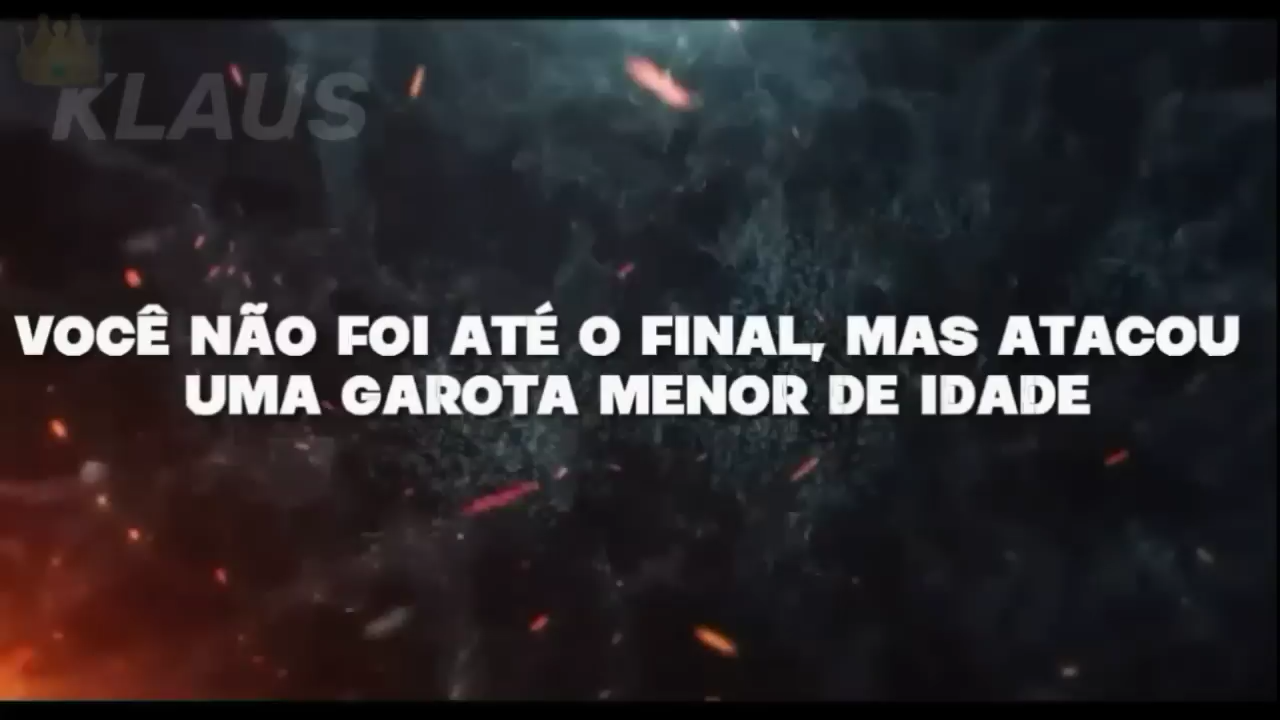 KLAUS
VOCÊ NÃO FOI ATÉ O FINAL, MAS ATACOU
UMA GAROTA MENOR DE IDADE